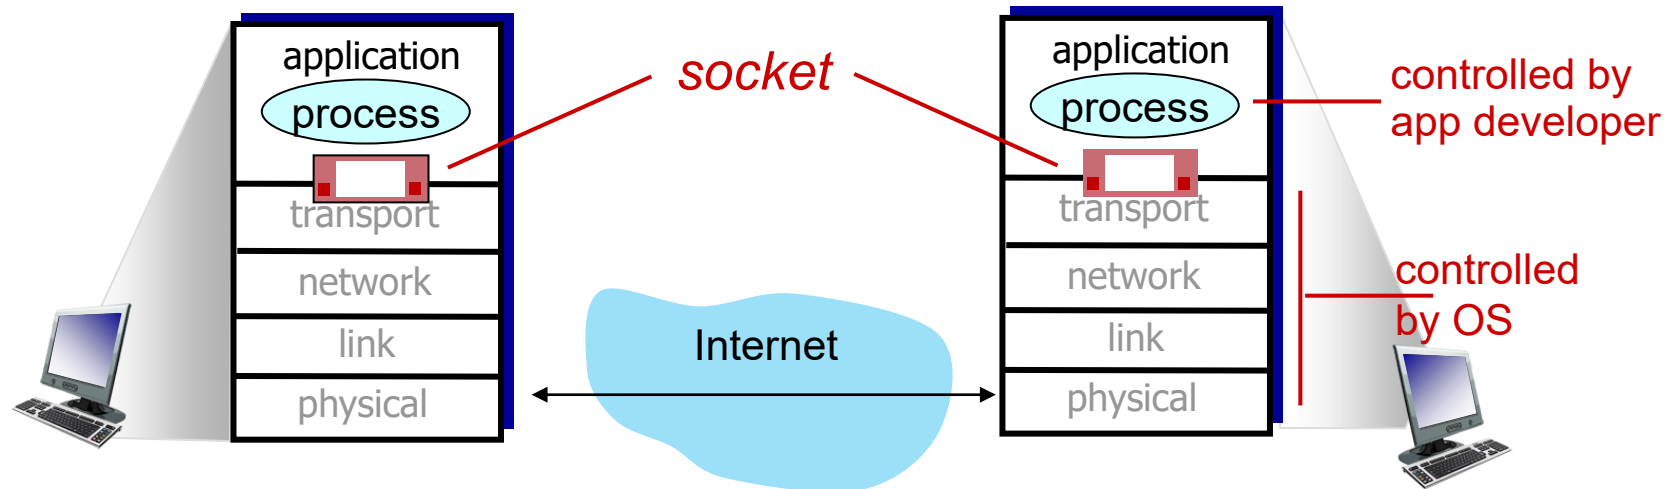 application
process
transport
network
link
physical
socket
Internet
application
process
transport
network
link
physical
controlled by
app developer
controlled
by OS